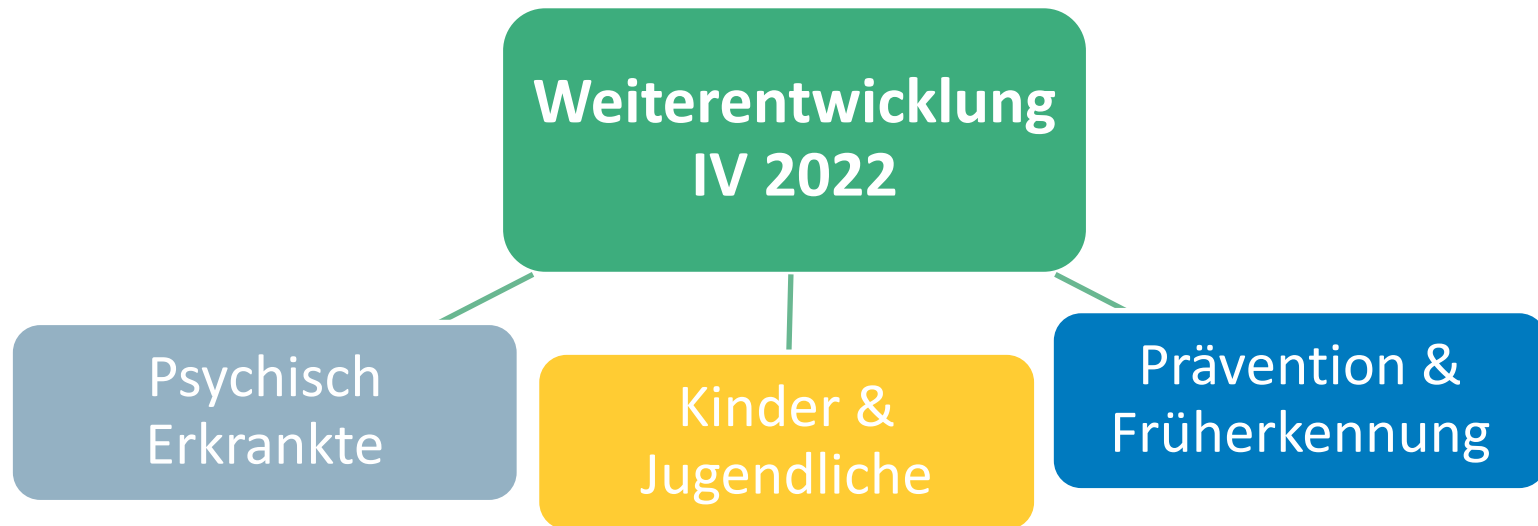 Weiterentwicklung
IV 2022
Psychisch
Erkrankte
Kinder &
Jugendliche
Prävention &
Früherkennung